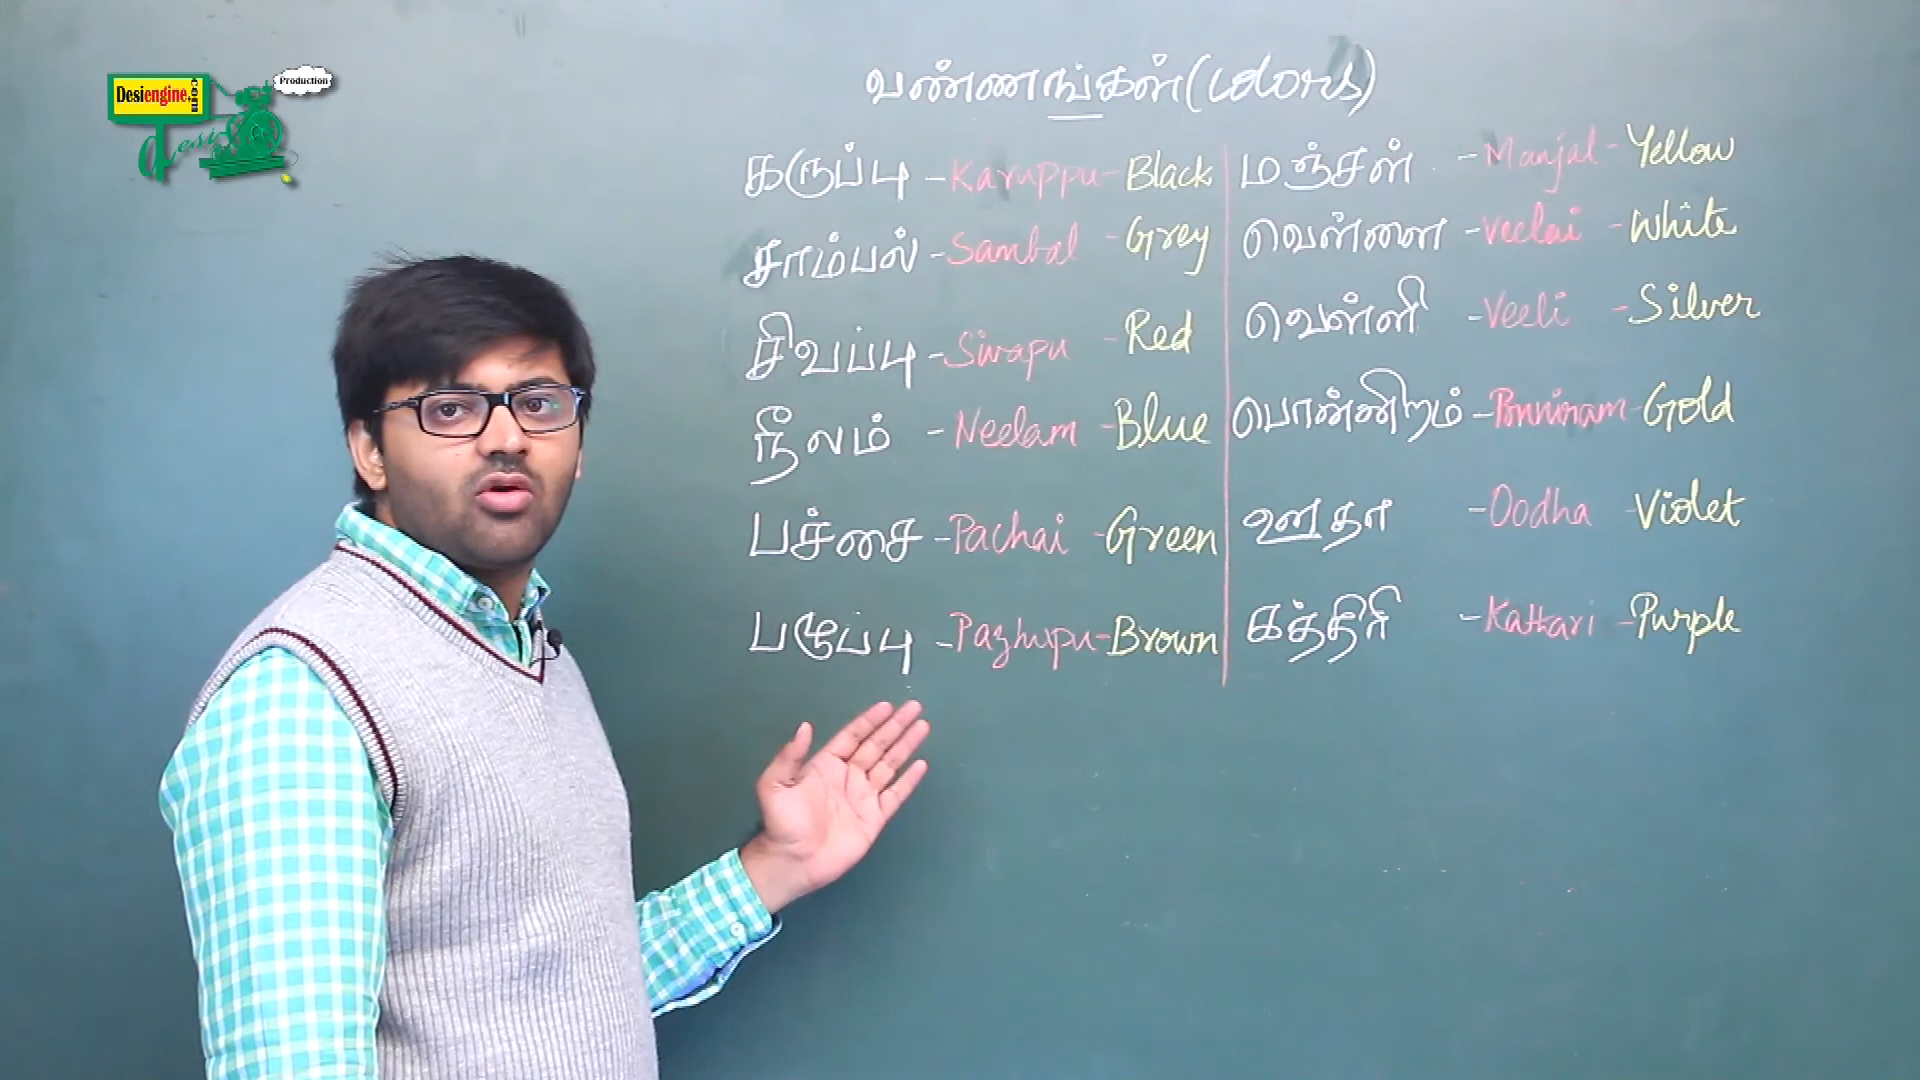 Desiengine.com
Production
desi
வண்ணங்கள் (Colors)
கருப்பு - Karuppu - Black
சாம்பல் - Sambal - Grey
சிவப்பு - Sivapu - Red
நீலம் - Neelam - Blue
பச்சை - Pachai - Green
பழுப்பு - Pazhupu - Brown
மஞ்சள் - Manjal - Yellow
வெள்ளை - Veelai - White
வெள்ளி - Veeli - Silver
பொன்னிறம் - Ponniram - Gold
ஊதா - Oodha - Violet
கத்திரி - Kattari - Purple